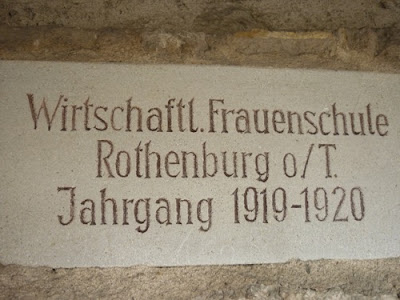 Wirtschaftl. Frauenschule
Rothenburg o/T.
Jahrgang 1919-1920